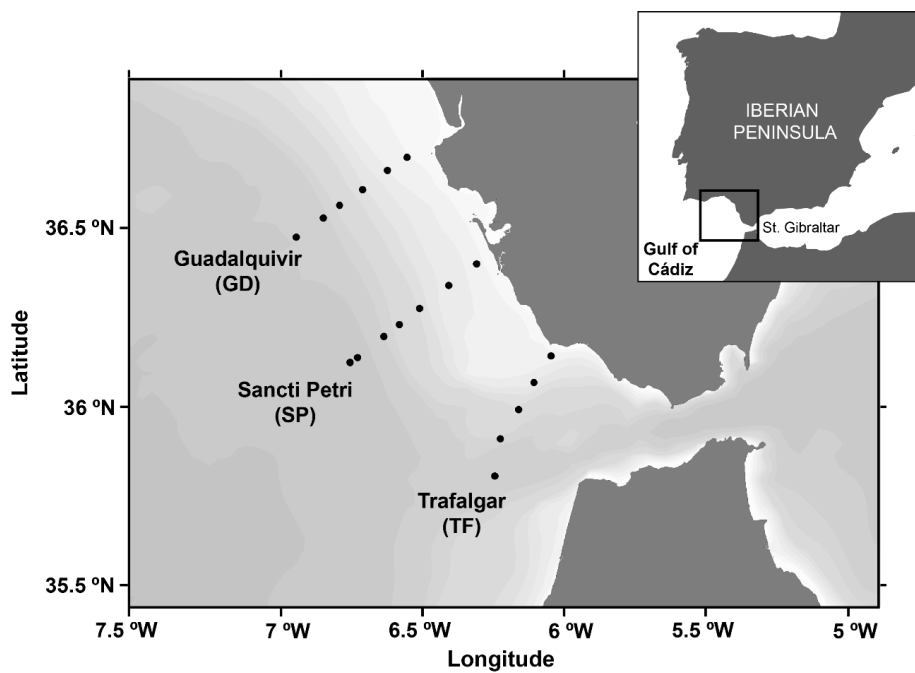 IBERIAN
PENINSULA
St. Gibraltar
Gulf of
Cádiz
36.5 ºN
Guadalquivir
(GD)
Latitude
Sancti Petri
(SP)
36 ºN
Trafalgar
(TF)
35.5 ºN
7.5 ºW
7 ºW
6.5 ºW
6 ºW
5.5 ºW
5 ºW
Longitude